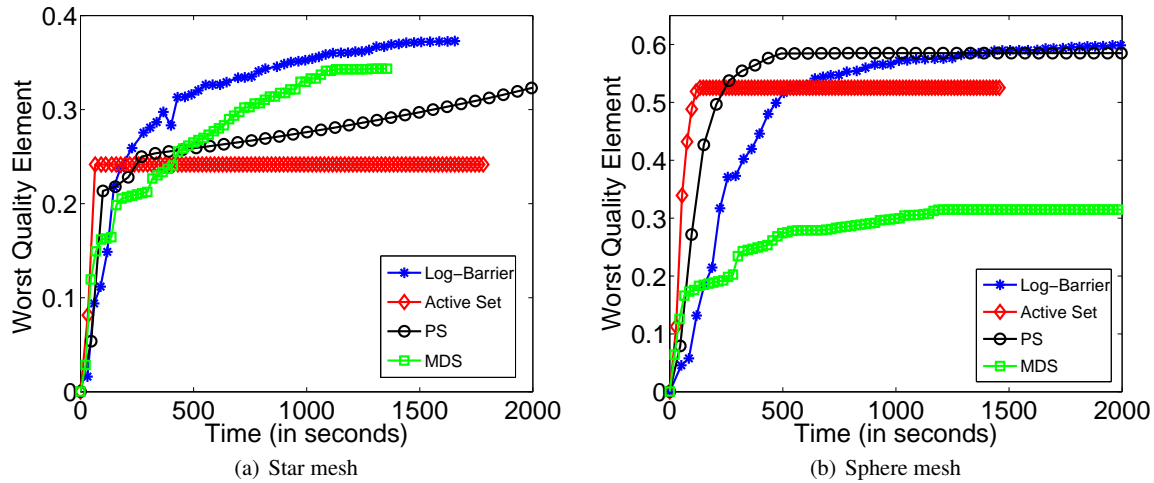 0.4
0.3
0.2
0.1
0
Worst Quality Element
0
500
1000
1500
2000
Time (in seconds)
Log−Barrier
Active Set
PS
MDS
(a) Star mesh
0.6
0.5
0.4
0.3
0.2
0.1
0
Worst Quality Element
0
500
1000
1500
2000
Time (in seconds)
Log−Barrier
Active Set
PS
MDS
(b) Sphere mesh